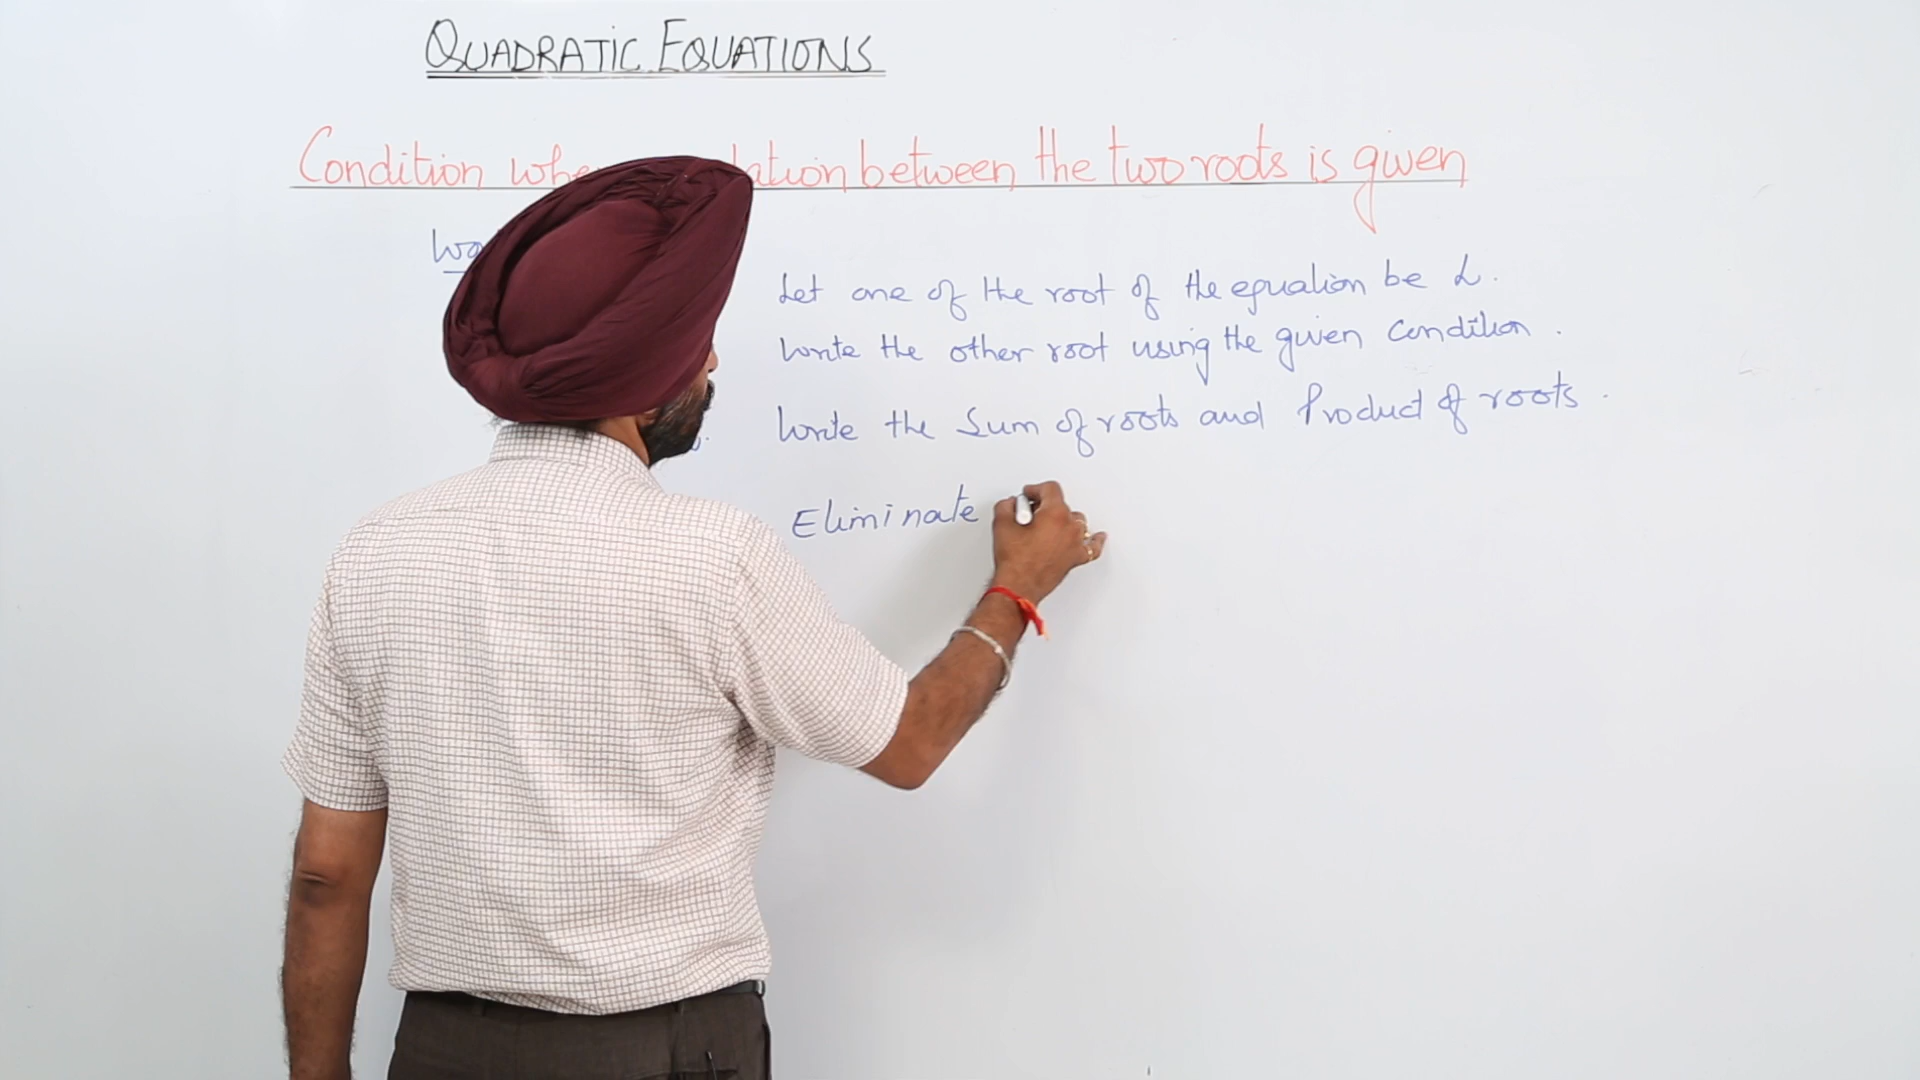 QUADRATIC EQUATIONS
Condition between the two roots is given
Let one of the root of the equation be α.
Write the other root using the given condition.
Write the Sum of roots and Product of roots.
Eliminate